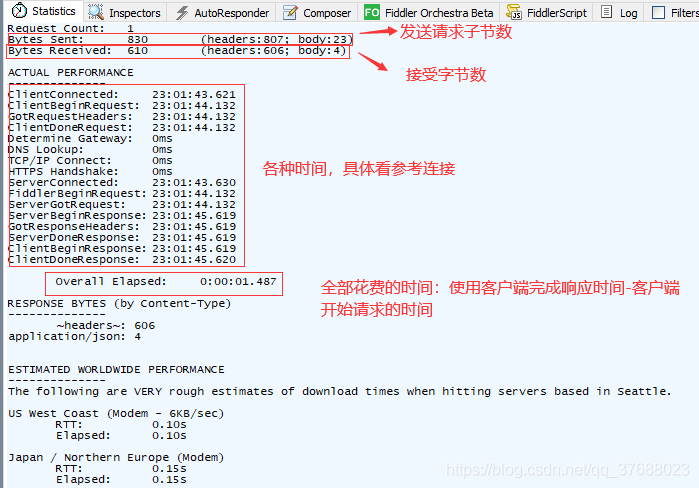 Statistics Inspectors AutoResponder Composer FO Fiddler Orchestra Beta FiddlerScript Log Filters
Request Count: 1
Bytes Sent: 830 (headers:807; body:23)
发送请求子节数
Bytes Received: 610 (headers:606; body:4)
接受字节数
ACTUAL PERFORMANCE
--------------
ClientConnected: 23:01:43.621
ClientBeginRequest: 23:01:44.132
GotRequestHeaders: 23:01:44.132
ClientDoneRequest: 23:01:44.132
Determine Gateway: 0ms
DNS Lookup: 0ms
TCP/IP Connect: 0ms
HTTPS Handshake: 0ms
ServerConnected: 23:01:43.630
FiddlerBeginRequest: 23:01:44.132
ServerGotRequest: 23:01:44.132
ServerBeginResponse: 23:01:45.619
GotResponseHeaders: 23:01:45.619
ServerDoneResponse: 23:01:45.619
ClientBeginResponse: 23:01:45.619
ClientDoneResponse: 23:01:45.620
各种时间，具体看参考连接
Overall Elapsed: 0:00:01.487
全部花费的时间：使用客户端完成响应时间-客户端
开始请求的时间
RESPONSE BYTES (by Content-Type)
--------------
~headers~: 606
application/json: 4
ESTIMATED WORLDWIDE PERFORMANCE
--------------
The following are VERY rough estimates of download times when hitting servers based in Seattle.
US West Coast (Modem - 6KB/sec)
RTT: 0.10s
Elapsed: 0.10s
Japan / Northern Europe (Modem)
RTT: 0.15s
Elapsed: 0.15s
https://blog.csdn.net/qq_37688023